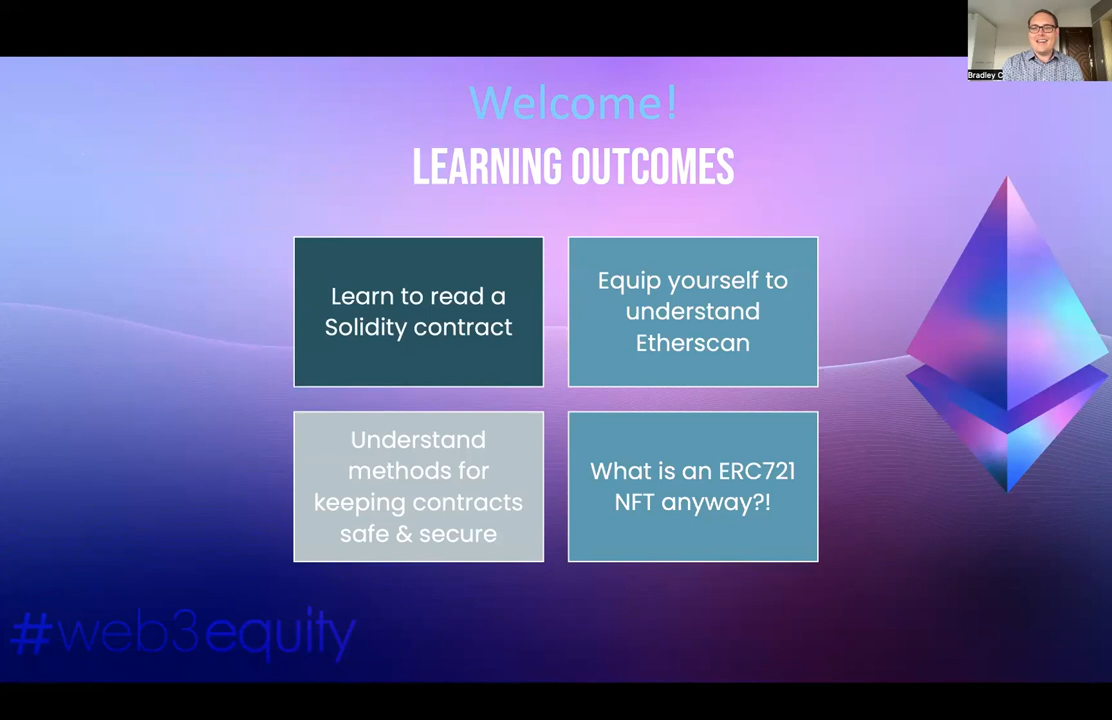 Bradley C
Welcome!
LEARNING OUTCOMES
Learn to read a
Solidity contract
Equip yourself to
understand
Etherscan
Understand
methods for
keeping contracts
safe & secure
What is an ERC721
NFT anyway?!
#web3equity